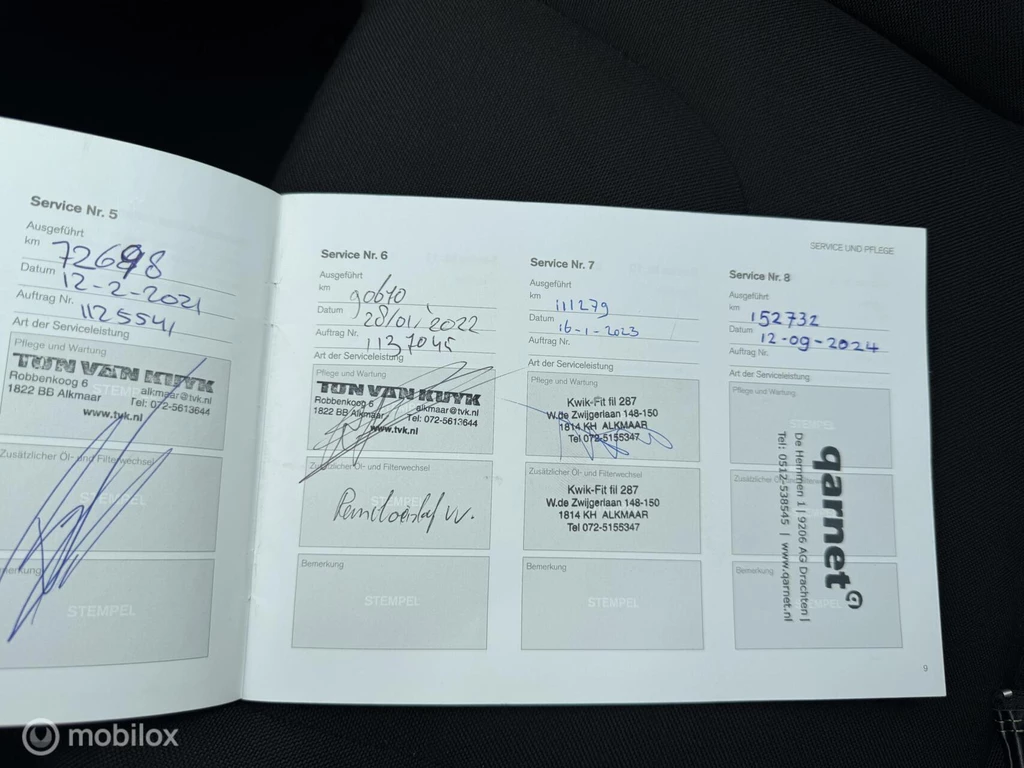 Service Nr. 5
Ausgeführt
km 72698
Datum 12-2-2021
Auftrag Nr. 1125541
Art der Serviceleistung
Pflege und Wartung
STEMPEL
TON VAN KUYK
Robbenkoog 6 alkmaar@tvk.nl
1822 BB Alkmaar Tel: 072-5613644
www.tvk.nl
Zusätzlicher Öl- und Filterwechsel
STEMPEL
STEMPEL
SERVICE UND PFLEGE
Service Nr. 6
Ausgeführt
km 90670
Datum 28/01/2022
Auftrag Nr. 1137045
Art der Serviceleistung
Pflege und Wartung
TON VAN KUYK
Robbenkoog 6 alkmaar@tvk.nl
1822 BB Alkmaar Tel: 072-5613644
www.tvk.nl
Zusätzlicher Öl- und Filterwechsel
STEMPEL
Bemerkung
STEMPEL
Service Nr. 7
Ausgeführt
km 111279
Datum 16-1-2023
Auftrag Nr.
Art der Serviceleistung
Pflege und Wartung
Kwik-Fit fil 287
W.de Zwijgerlaan 148-150
1814 KH ALKMAAR
Tel 072-5155347
Zusätzlicher Öl- und Filterwechsel
Kwik-Fit fil 287
W.de Zwijgerlaan 148-150
1814 KH ALKMAAR
Tel 072-5155347
Bemerkung
STEMPEL
Service Nr. 8
Ausgeführt
km 152732
Datum 12-09-2024
Auftrag Nr.
Art der Serviceleistung
Pflege und Wartung
STEMPEL
qarnet
De Hemmen 1 | 9206 AG Drachten |
Tel: 0512-538545 | www.qarnet.nl
Bemerkung
9
mobilox